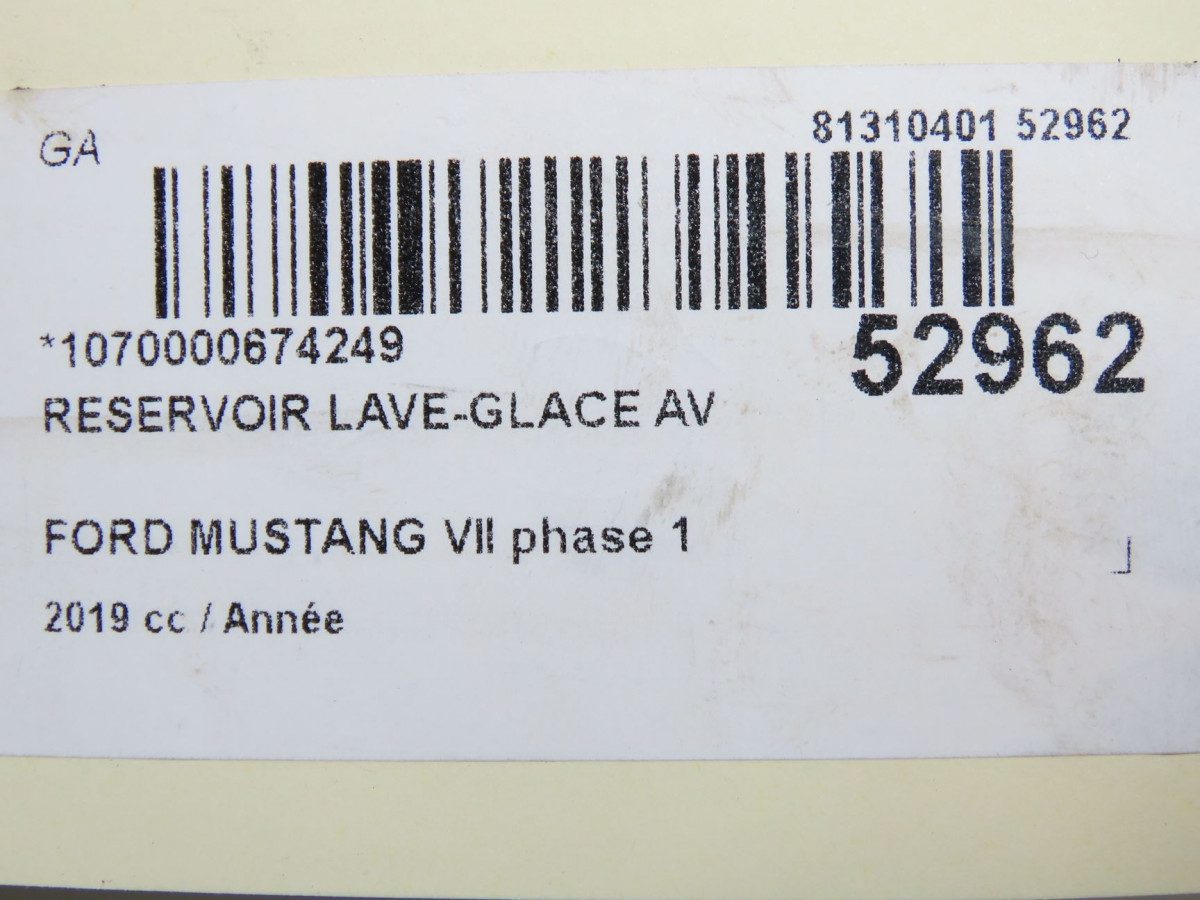 GA
81310401 52962
*1070000674249
52962
RESERVOIR LAVE-GLACE AV
FORD MUSTANG VII phase 1
2019 cc / Année